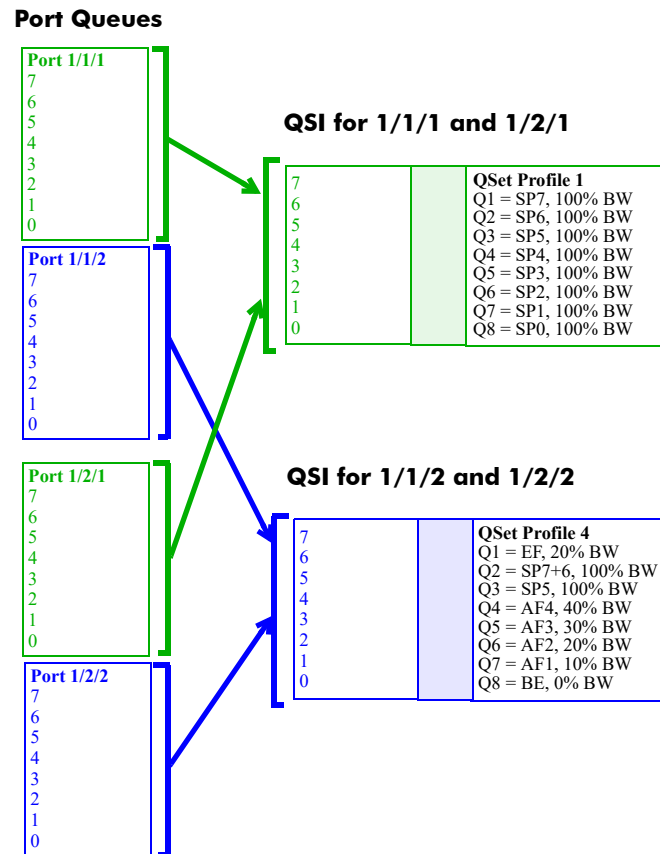 Port Queues
Port 1/1/1
7
6
5
4
3
2
1
0
Port 1/1/2
7
6
5
4
3
2
1
0
Port 1/2/1
7
6
5
4
3
2
1
0
Port 1/2/2
7
6
5
4
3
2
1
0
QSI for 1/1/1 and 1/2/1
7
6
5
4
3
2
1
0
QSet Profile 1
Q1 = SP7, 100% BW
Q2 = SP6, 100% BW
Q3 = SP5, 100% BW
Q4 = SP4, 100% BW
Q5 = SP3, 100% BW
Q6 = SP2, 100% BW
Q7 = SP1, 100% BW
Q8 = SP0, 100% BW
QSI for 1/1/2 and 1/2/2
7
6
5
4
3
2
1
0
QSet Profile 4
Q1 = EF, 20% BW
Q2 = SP7+6, 100% BW
Q3 = SP5, 100% BW
Q4 = AF4, 40% BW
Q5 = AF3, 30% BW
Q6 = AF2, 20% BW
Q7 = AF1, 10% BW
Q8 = BE, 0% BW